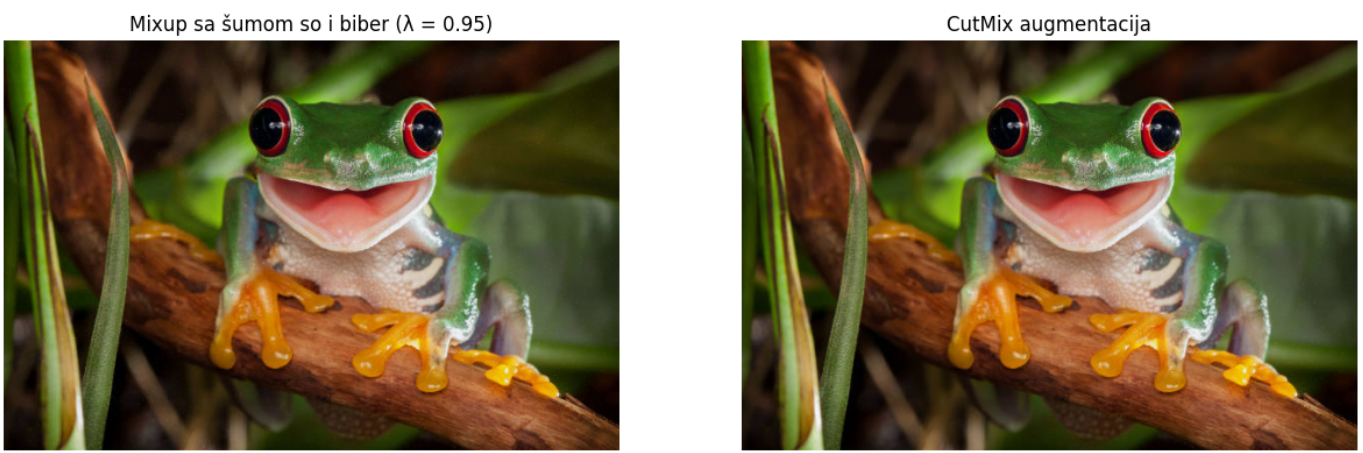 Mixup sa šumom so i biber (λ = 0.95)
CutMix augmentacija